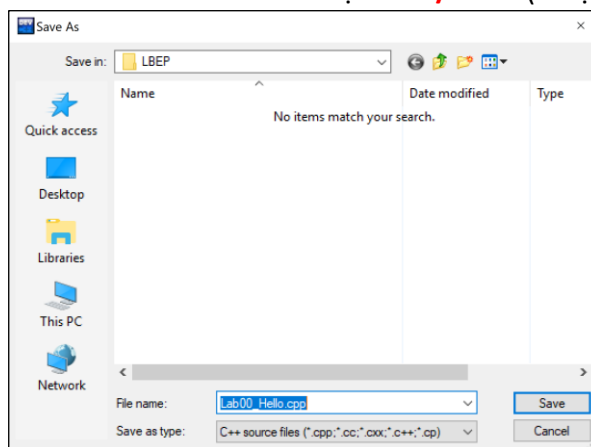 Save As
Save in: LBEP
Name Date modified Type
No items match your search.
Quick access
Desktop
Libraries
This PC
Network
File name: Lab00_Hello.cpp Save
Save as type: C++ source files (*.cpp;*.cc;*.cxx;*.c++;*.cp) Cancel